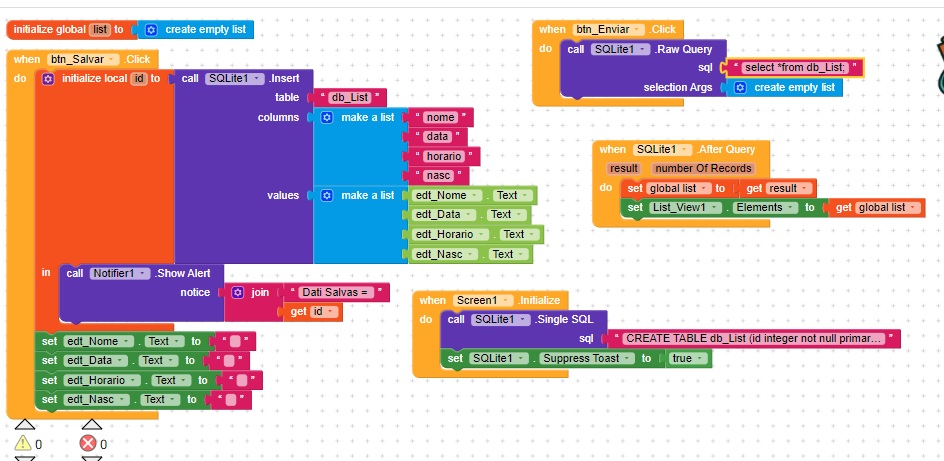 initialize global list to create empty list
when btn_Salvar .Click
do initialize local id to call SQLite1 .Insert
table " db_List "
columns make a list " nome "
" data "
" horario "
" nasc "
values make a list edt_Nome . Text
edt_Data . Text
edt_Horario . Text
edt_Nasc . Text
in call Notifier1 .Show Alert
notice join " Dati Salvas = "
get id
set edt_Nome . Text to " "
set edt_Data . Text to " "
set edt_Horario . Text to " "
set edt_Nasc . Text to " "
0 0
when btn_Enviar .Click
do call SQLite1 .Raw Query
sql " select *from db_List; "
selection Args create empty list
when SQLite1 .After Query
result number Of Records
do set global list to get result
set List_View1 . Elements to get global list
when Screen1 .Initialize
do call SQLite1 .Single SQL
sql " CREATE TABLE db_List (id integer not null primar... "
set SQLite1 . Suppress Toast to true